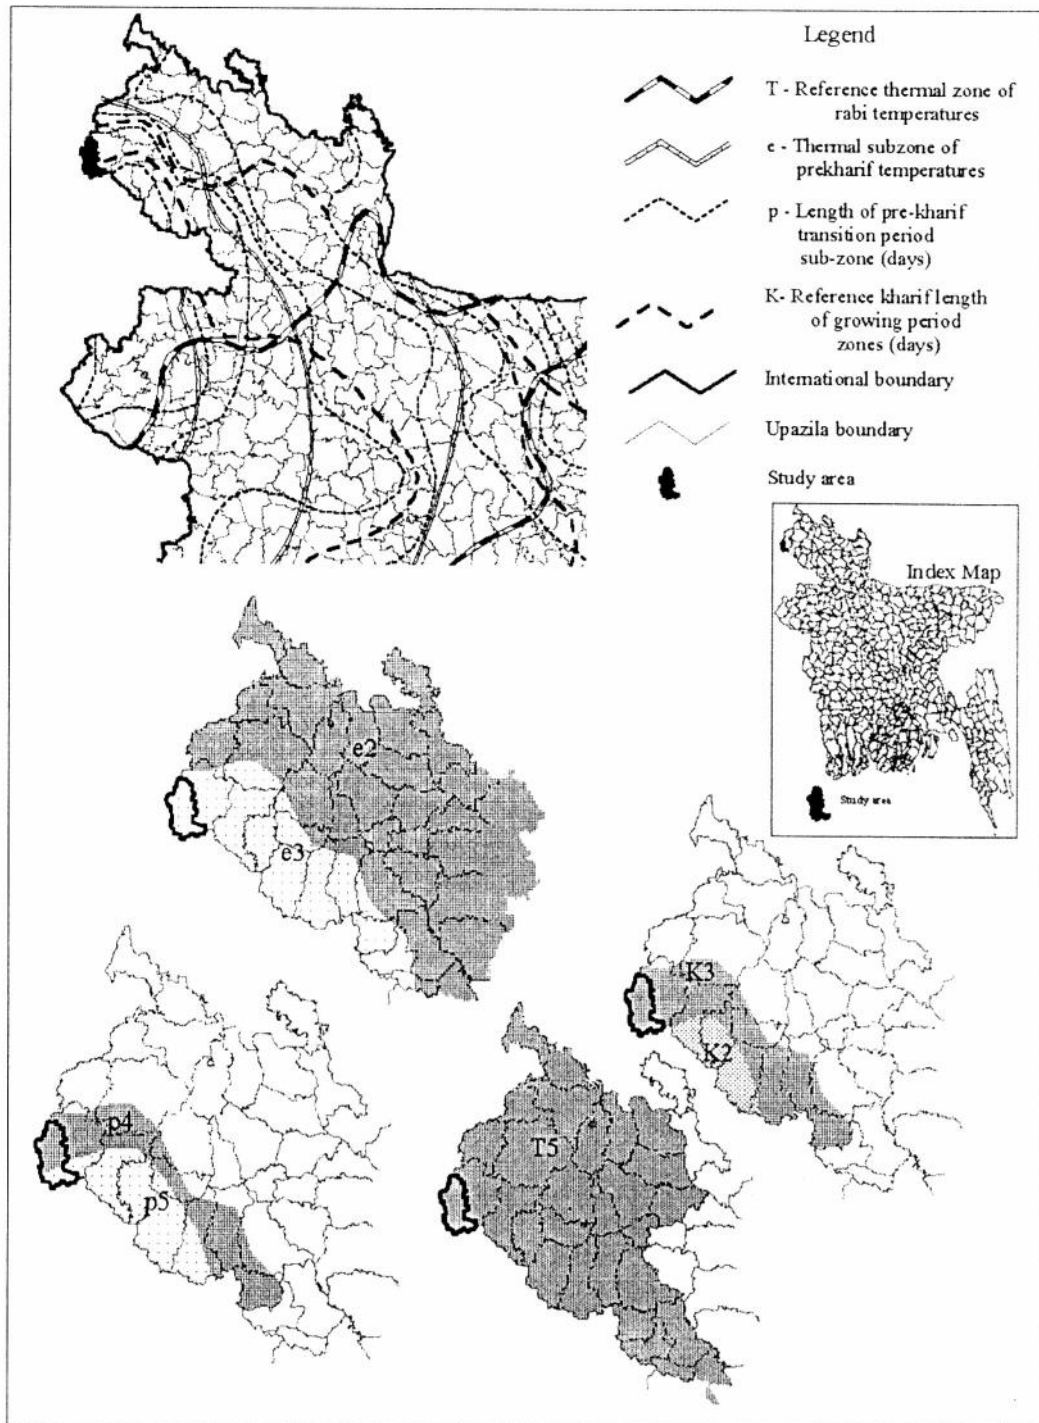 Legend
T - Reference thermal zone of
rabi temperatures
e - Thermal subzone of
prekharif temperatures
p - Length of pre-kharif
transition period
sub-zone (days)
K- Reference kharif length
of growing period
zones (days)
International boundary
Upazila boundary
Study area
Index Map
Study area
e2
e3
K3
K2
p4
p5
T5